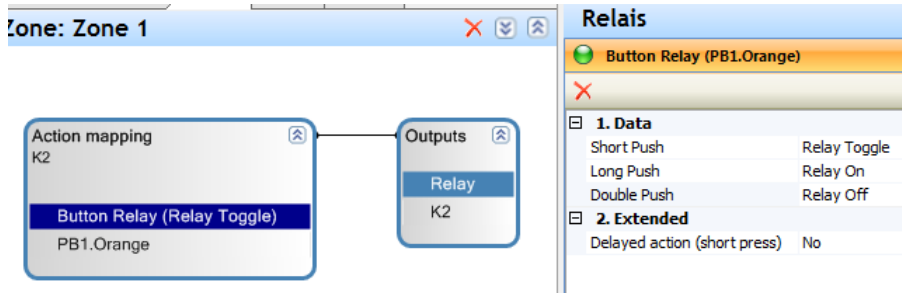 Zone: Zone 1
Action mapping
K2
Button Relay (Relay Toggle)
PB1.Orange
Outputs
Relay
K2
Relais
Button Relay (PB1.Orange)
1. Data
Short Push Relay Toggle
Long Push Relay On
Double Push Relay Off
2. Extended
Delayed action (short press) No